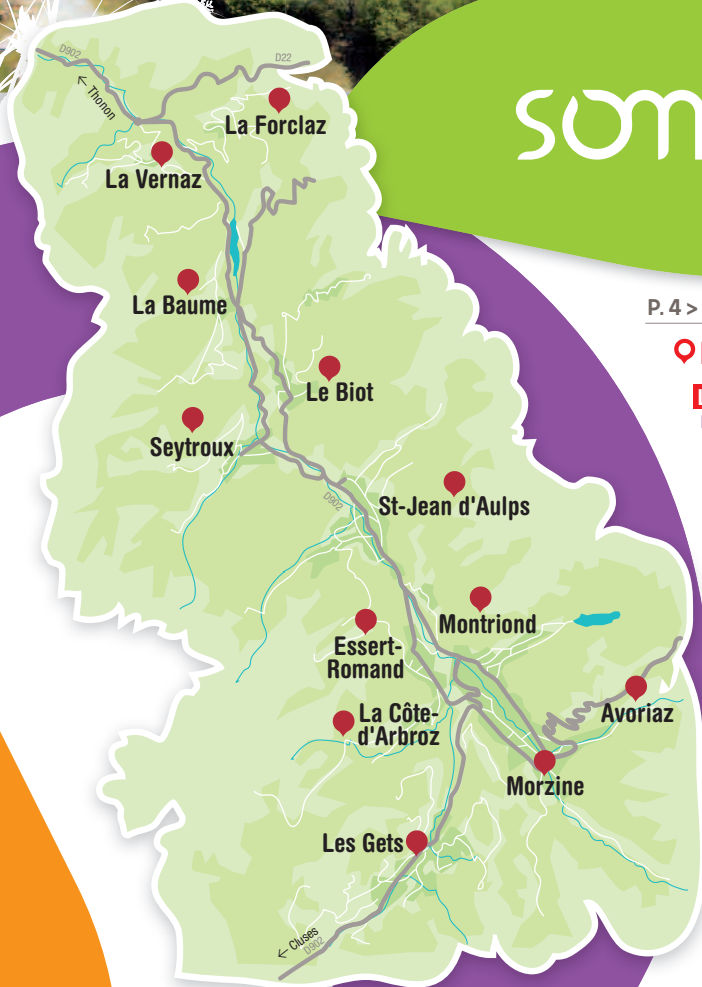 D902
D22
← Thonon
La Forclaz
La Vernaz
La Baume
Le Biot
Seytroux
D902
St-Jean d'Aulps
Montriond
Essert-
Romand
Avoriaz
La Côte-
d'Arbroz
Morzine
Les Gets
← Cluses
D902
som
P. 4 >